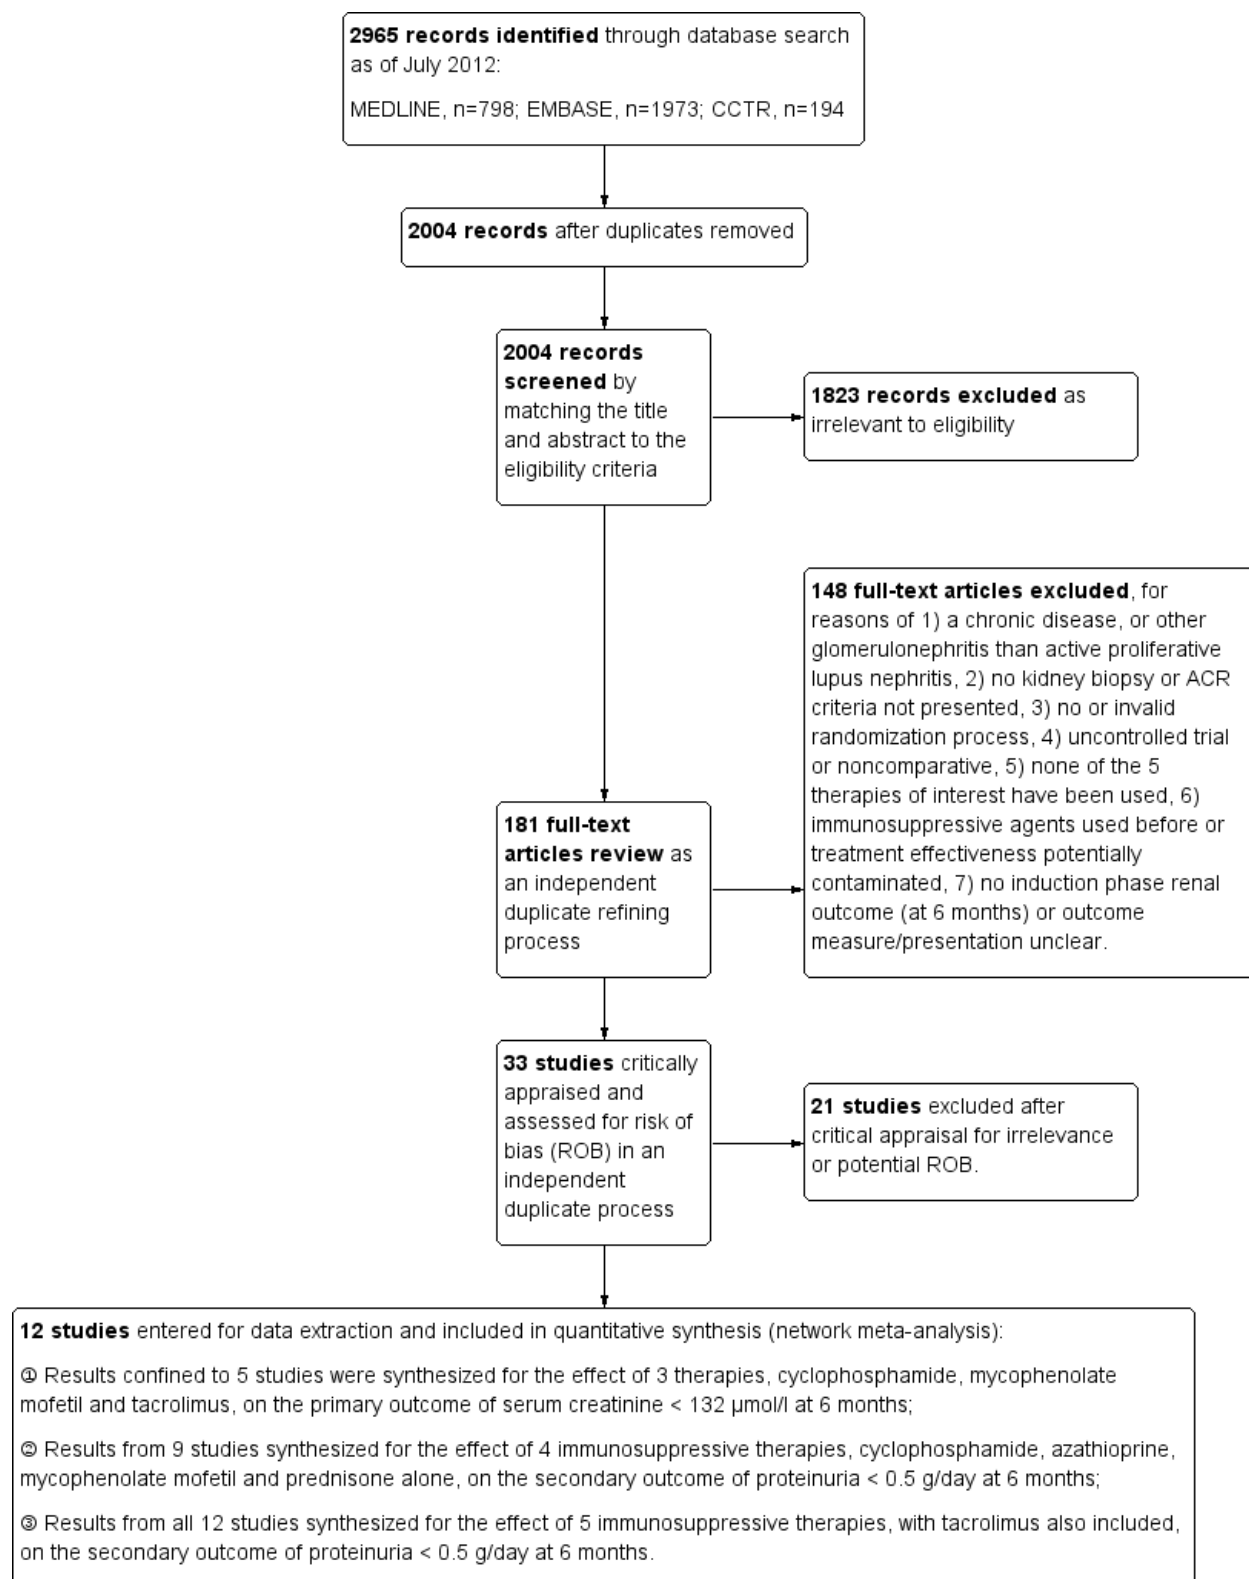 2965 records identified through database search
as of July 2012:
MEDLINE, n=798; EMBASE, n=1973; CCTR, n=194
2004 records after duplicates removed
2004 records
screened by
matching the title
and abstract to the
eligibility criteria
1823 records excluded as
irrelevant to eligibility
148 full-text articles excluded, for
reasons of 1) a chronic disease, or other
glomerulonephritis than active proliferative
lupus nephritis, 2) no kidney biopsy or ACR
criteria not presented, 3) no or invalid
randomization process, 4) uncontrolled trial
or noncomparative, 5) none of the 5
therapies of interest have been used, 6)
immunosuppressive agents used before or
treatment effectiveness potentially
contaminated, 7) no induction phase renal
outcome (at 6 months) or outcome
measure/presentation unclear.
181 full-text
articles review as
an independent
duplicate refining
process
33 studies critically
appraised and
assessed for risk of
bias (ROB) in an
independent
duplicate process
21 studies excluded after
critical appraisal for irrelevance
or potential ROB.
12 studies entered for data extraction and included in quantitative synthesis (network meta-analysis):
① Results confined to 5 studies were synthesized for the effect of 3 therapies, cyclophosphamide, mycophenolate
mofetil and tacrolimus, on the primary outcome of serum creatinine < 132 µmol/l at 6 months;
② Results from 9 studies synthesized for the effect of 4 immunosuppressive therapies, cyclophosphamide, azathioprine,
mycophenolate mofetil and prednisone alone, on the secondary outcome of proteinuria < 0.5 g/day at 6 months;
③ Results from all 12 studies synthesized for the effect of 5 immunosuppressive therapies, with tacrolimus also included,
on the secondary outcome of proteinuria < 0.5 g/day at 6 months.